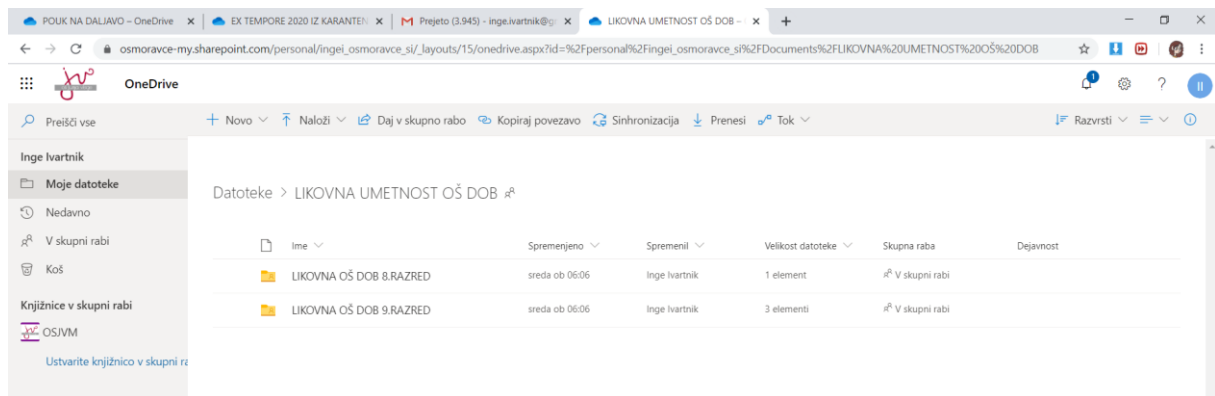 POUK NA DALJAVO – OneDrive × EX TEMPORE 2020 IZ KARANTEN × Prejeto (3.945) - inge.ivartnik@g × LIKOVNA UMETNOST OŠ DOB – × +
osmoravce-my.sharepoint.com/personal/ingei_osmoravce_si/_layouts/15/onedrive.aspx?id=%2Fpersonal%2Fingei_osmoravce_si%2FDocuments%2FLIKOVNA%20UMETNOST%20OŠ%20DOB
OneDrive 1 ? II
Preišči vse + Novo Naloži Daj v skupno rabo Kopiraj povezavo Sinhronizacija Prenesi Tok Razvrsti
Inge Ivartnik
Moje datoteke
Nedavno
V skupni rabi
Koš
Knjižnice v skupni rabi
OSJVM
Ustvarite knjižnico v skupni ra
Datoteke > LIKOVNA UMETNOST OŠ DOB
Ime Spremenjeno Spremenil Velikost datoteke Skupna raba Dejavnost
LIKOVNA OŠ DOB 8.RAZRED sreda ob 06:06 Inge Ivartnik 1 element V skupni rabi
LIKOVNA OŠ DOB 9.RAZRED sreda ob 06:06 Inge Ivartnik 3 elementi V skupni rabi